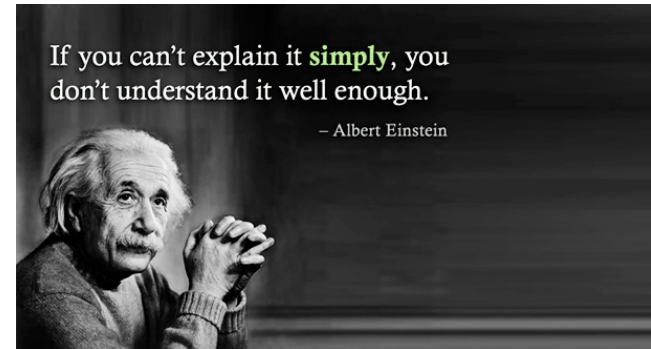 If you can’t explain it simply, you
don’t understand it well enough.
– Albert Einstein